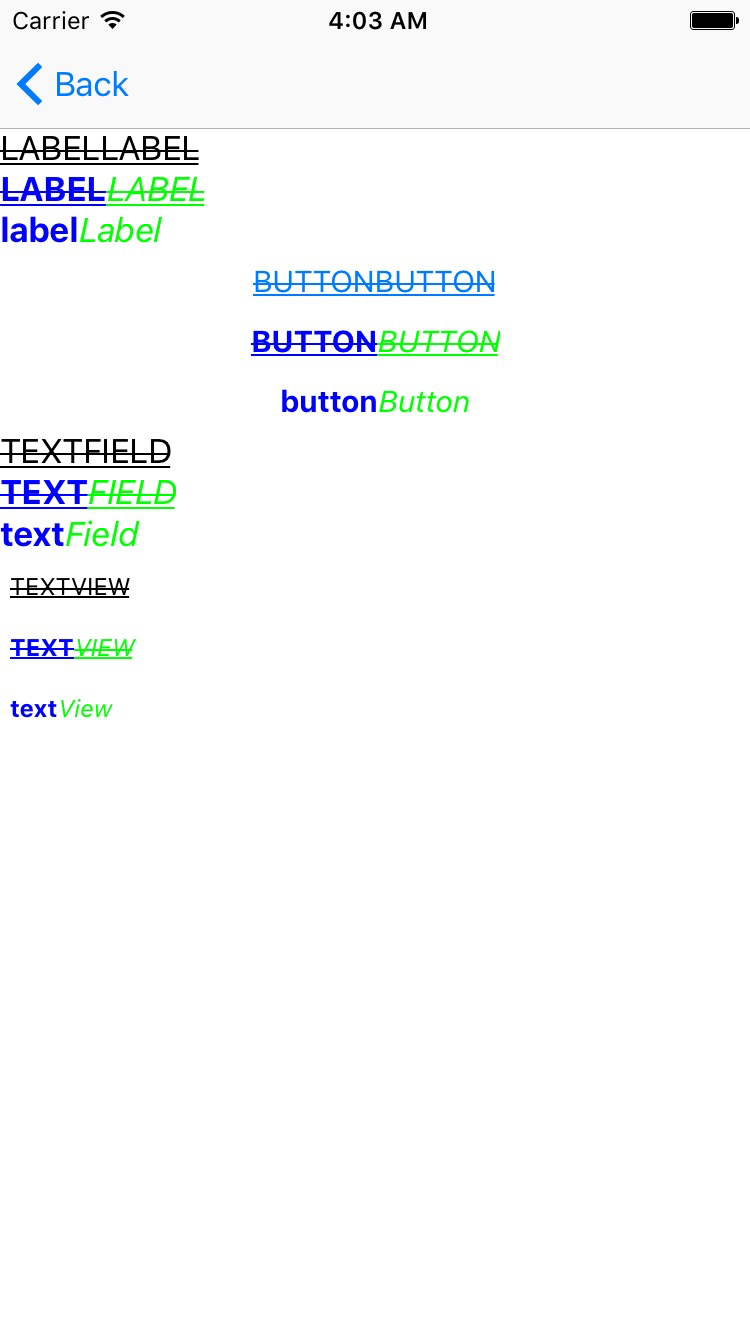 Carrier 4:03 AM
Back
LABELLABEL
LABELLABEL
labelLabel
BUTTONBUTTON
BUTTONBUTTON
buttonButton
TEXTFIELD
TEXTFIELD
textField
TEXTVIEW
TEXTVIEW
textView